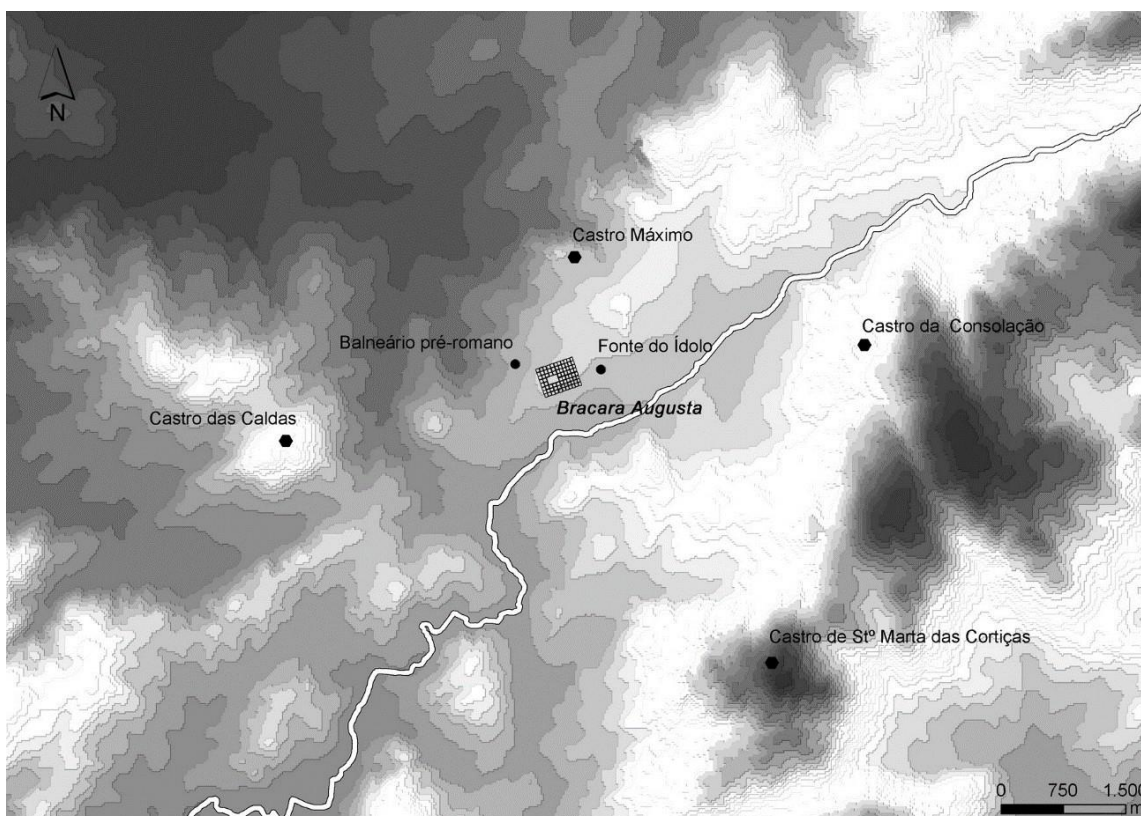 N
Castro Máximo
Castro da Consolação
Balneário pré-romano
Fonte do Ídolo
Bracara Augusta
Castro das Caldas
Castro de Stº Marta das Cortiças
0 750 1.500
m